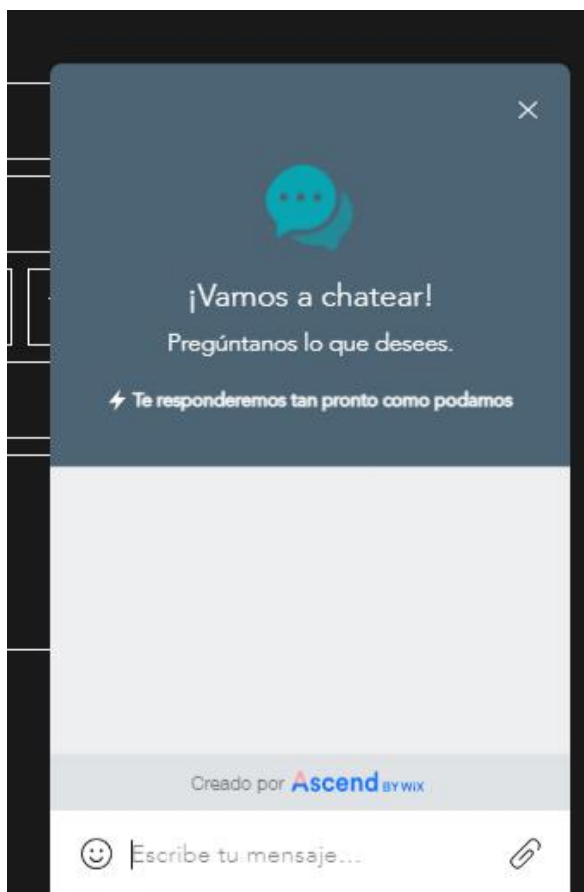 ¡Vamos a chatear!
Pregúntanos lo que desees.
Te responderemos tan pronto como podamos
Creado por Ascend BY WIX
Escribe tu mensaje...